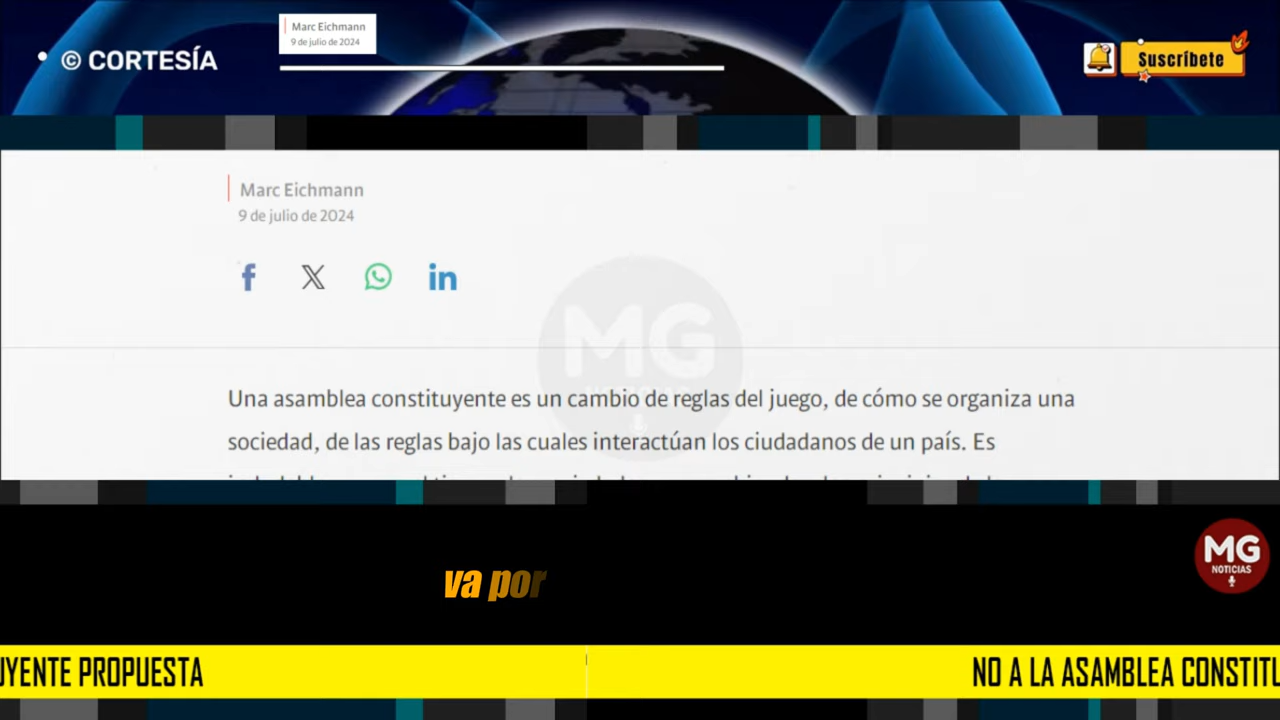 Marc Eichmann
9 de julio de 2024
© CORTESÍA
Suscríbete
Marc Eichmann
9 de julio de 2024
Una asamblea constituyente es un cambio de reglas del juego, de cómo se organiza una
sociedad, de las reglas bajo las cuales interactúan los ciudadanos de un país. Es
MG
NOTICIAS
va por
MG
NOTICIAS
UYENTE PROPUESTA
NO A LA ASAMBLEA CONSTITU